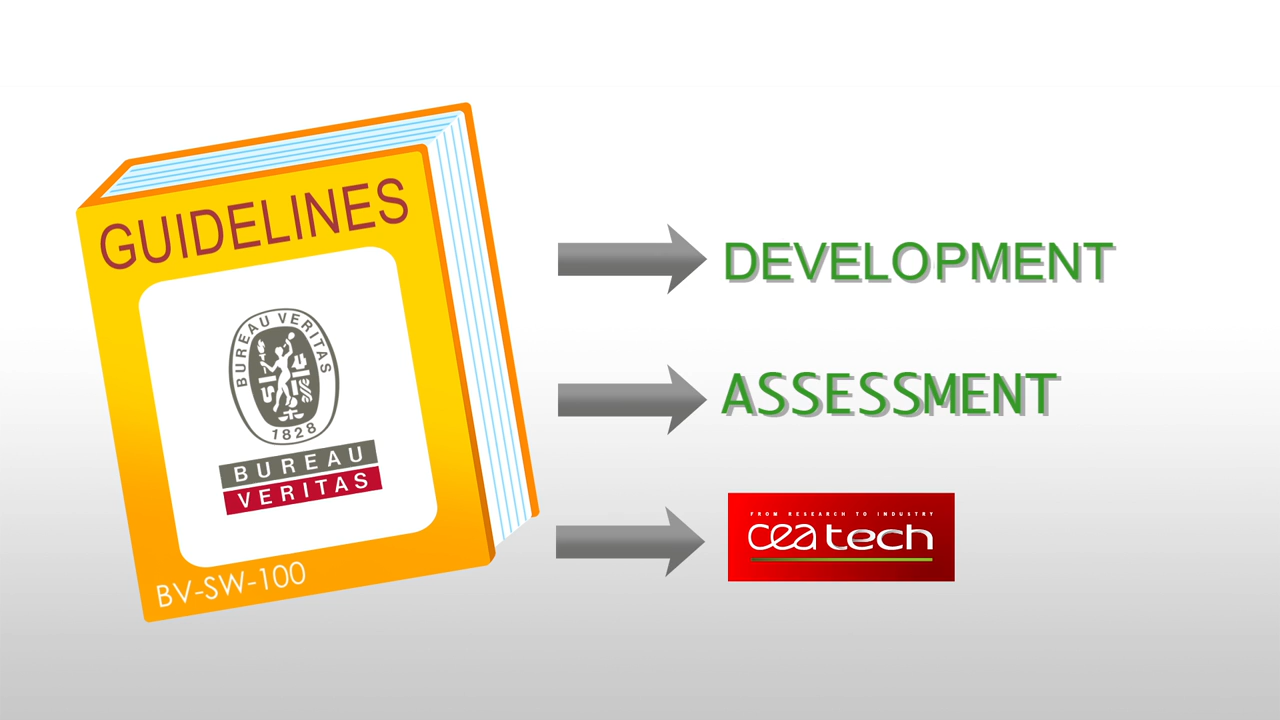 GUIDELINES
BUREAU VERITAS
1828
BUREAU
VERITAS
BV-SW-100
DEVELOPMENT
ASSESSMENT
FROM RESEARCH TO INDUSTRY
cea tech